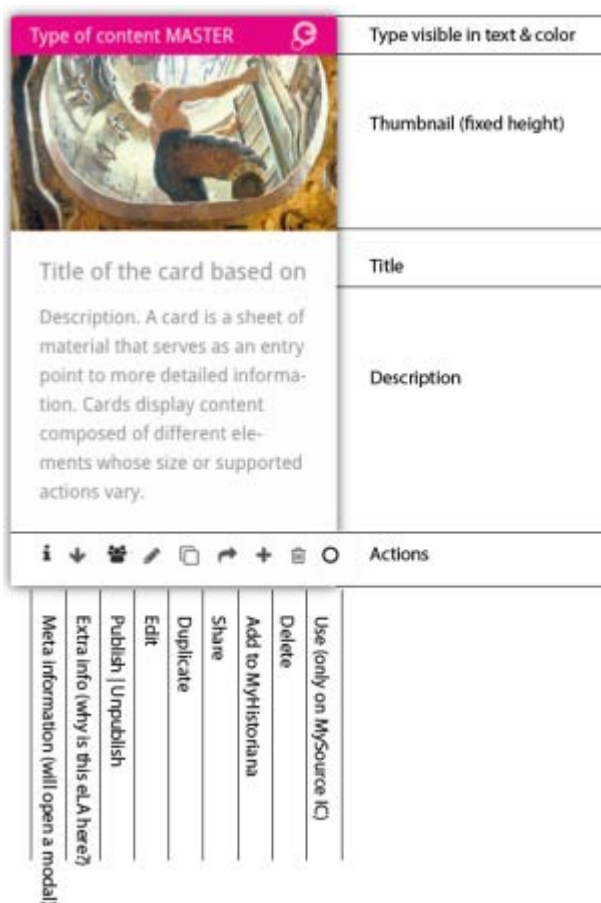 Type of content MASTER
Type visible in text & color
Thumbnail (fixed height)
Title of the card based on
Title
Description. A card is a sheet of
material that serves as an entry
point to more detailed informa-
tion. Cards display content
composed of different ele-
ments whose size or supported
actions vary.
Description
Actions
Meta information (will open a modal)
Extra info (why is this eLA here?)
Publish | Unpublish
Edit
Duplicate
Share
Add to MyHistoriana
Delete
Use (only on MySource IC)